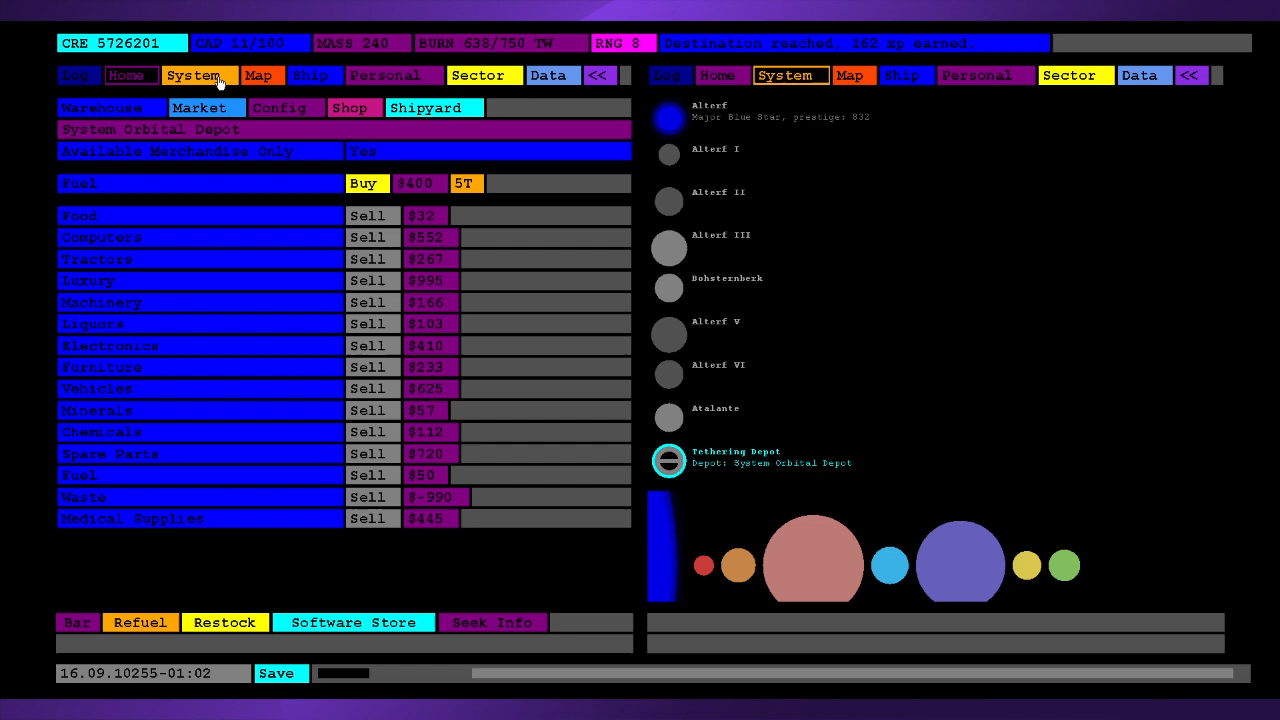 CRE 5726201 CAP 11/100 MASS 240 BURN 638/750 TW RNG 8 Destination reached, 162 xp earned.
Log Home System Map Ship Personal Sector Data << Log Home System Map Ship Personal Sector Data <<
Warehouse Market Config Shop Shipyard
System Orbital Depot
Available Merchandise Only Yes
Fuel Buy $400 5T
Food Sell $32
Computers Sell $552
Tractors Sell $267
Luxury Sell $995
Machinery Sell $166
Liquors Sell $103
Electronics Sell $410
Furniture Sell $233
Vehicles Sell $625
Minerals Sell $57
Chemicals Sell $112
Spare Parts Sell $720
Fuel Sell $50
Waste Sell $-990
Medical Supplies Sell $445
Alterf
Major Blue Star, prestige: 832
Alterf I
Alterf II
Alterf III
Bohsternberk
Alterf V
Alterf VI
Atalante
Tethering Depot
Depot: System Orbital Depot
Bar Refuel Restock Software Store Seek Info
16.09.10255-01:02 Save